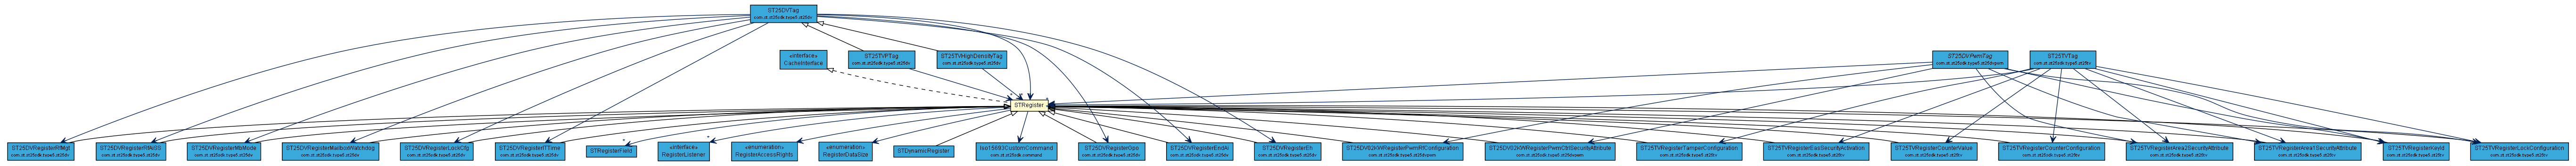 ST25DVTag
com.st.st25sdk.type5.st25dv
«interface»
CacheInterface
ST25TVPTag
com.st.st25sdk.type5.st25dv
ST25TVHighDensityTag
com.st.st25sdk.type5.st25dv
ST25DVPwmTag
com.st.st25sdk.type5.st25dvpwm
ST25TVTag
com.st.st25sdk.type5.st25tv
STRegister
ST25DVRegisterRfMgt
com.st.st25sdk.type5.st25dv
ST25DVRegisterRfAiSS
com.st.st25sdk.type5.st25dv
ST25DVRegisterMbMode
com.st.st25sdk.type5.st25dv
ST25DVRegisterMailboxWatchdog
com.st.st25sdk.type5.st25dv
ST25DVRegisterLockCfg
com.st.st25sdk.type5.st25dv
ST25DVRegisterITTime
com.st.st25sdk.type5.st25dv
*
STRegisterField
*
«interface»
RegisterListener
«enumeration»
RegisterAccessRights
«enumeration»
RegisterDataSize
STDynamicRegister
Iso15693CustomCommand
com.st.st25sdk.command
ST25DVRegisterGpo
com.st.st25sdk.type5.st25dv
ST25DVRegisterEndAi
com.st.st25sdk.type5.st25dv
ST25DVRegisterEh
com.st.st25sdk.type5.st25dv
ST25DV02KWRegisterPwmRfConfiguration
com.st.st25sdk.type5.st25dvpwm
ST25DV02KWRegisterPwmCtrlSecurityAttribute
com.st.st25sdk.type5.st25dvpwm
ST25TVRegisterTamperConfiguration
com.st.st25sdk.type5.st25tv
ST25TVRegisterEasSecurityActivation
com.st.st25sdk.type5.st25tv
ST25TVRegisterCounterValue
com.st.st25sdk.type5.st25tv
ST25TVRegisterCounterConfiguration
com.st.st25sdk.type5.st25tv
ST25TVRegisterArea2SecurityAttribute
com.st.st25sdk.type5.st25tv
ST25TVRegisterArea1SecurityAttribute
com.st.st25sdk.type5.st25tv
ST25TVRegisterKeyId
com.st.st25sdk.type5.st25tv
ST25TVRegisterLockConfiguration
com.st.st25sdk.type5.st25tv